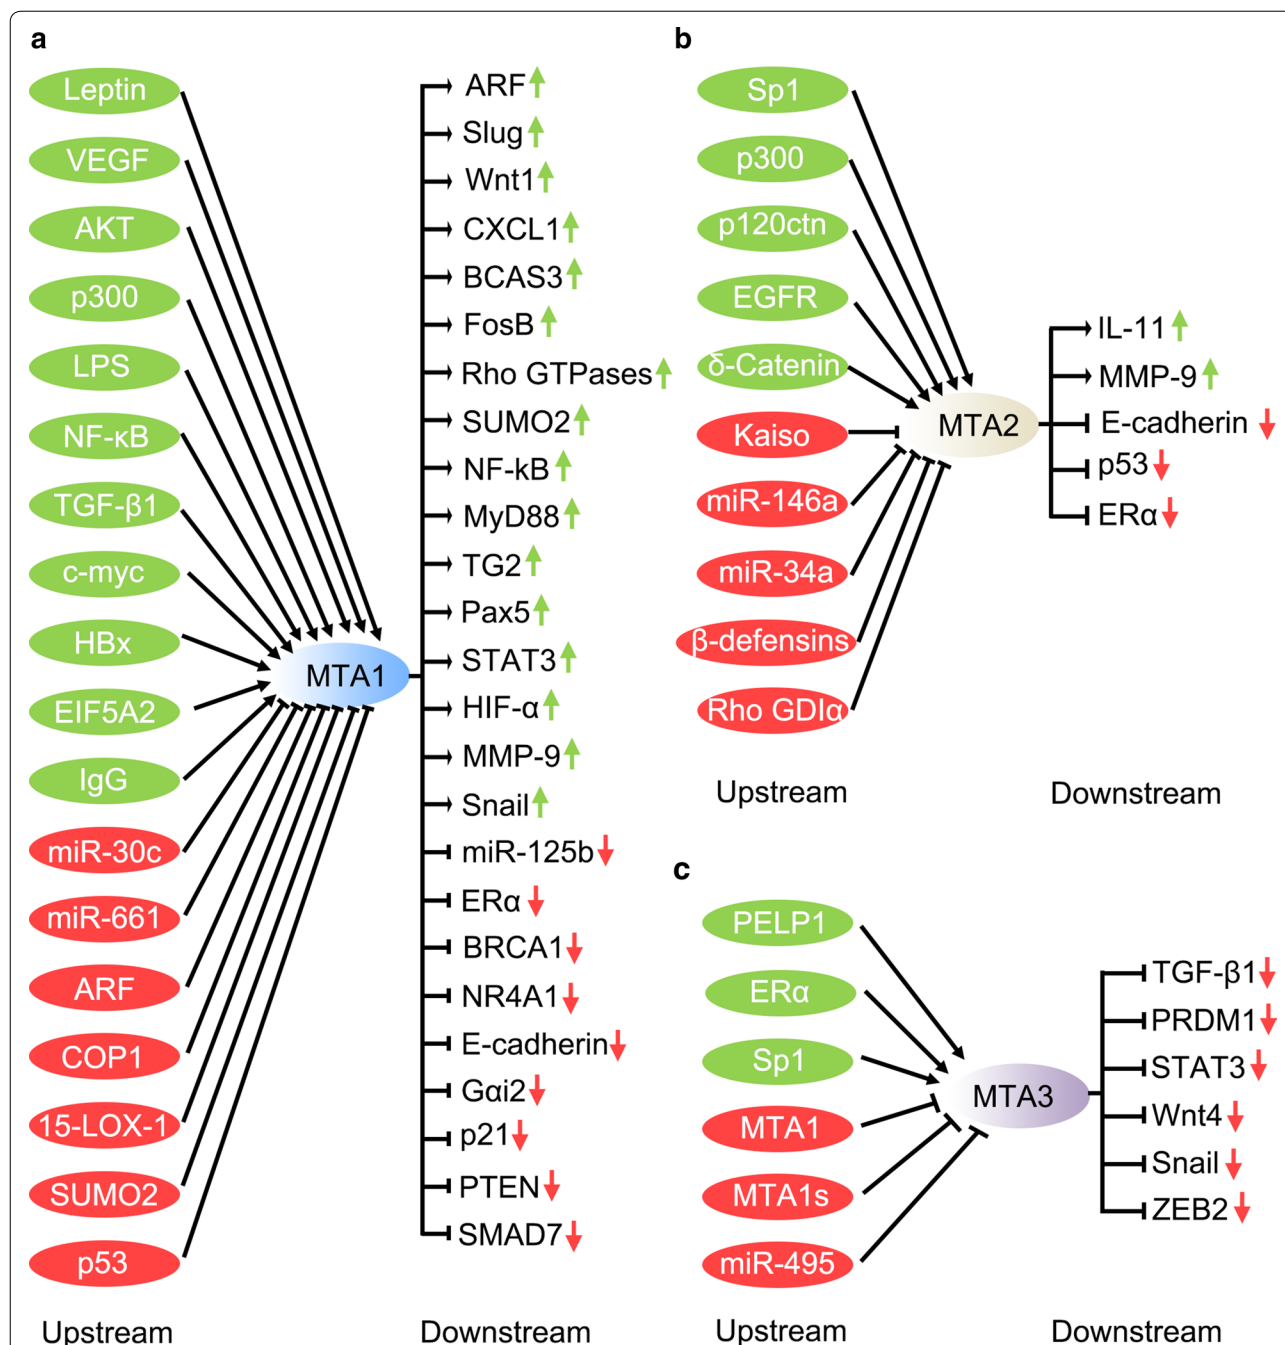 a
Leptin
VEGF
AKT
p300
LPS
NF-κB
TGF-β1
c-myc
HBx
EIF5A2
IgG
miR-30c
miR-661
ARF
COP1
15-LOX-1
SUMO2
p53
Upstream
MTA1
ARF
Slug
Wnt1
CXCL1
BCAS3
FosB
Rho GTPases
SUMO2
NF-kB
MyD88
TG2
Pax5
STAT3
HIF-α
MMP-9
Snail
miR-125b
ERα
BRCA1
NR4A1
E-cadherin
Gαi2
p21
PTEN
SMAD7
Downstream
b
Sp1
p300
p120ctn
EGFR
δ-Catenin
Kaiso
miR-146a
miR-34a
β-defensins
Rho GDIα
Upstream
MTA2
IL-11
MMP-9
E-cadherin
p53
ERα
Downstream
c
PELP1
ERα
Sp1
MTA1
MTA1s
miR-495
Upstream
MTA3
TGF-β1
PRDM1
STAT3
Wnt4
Snail
ZEB2
Downstream